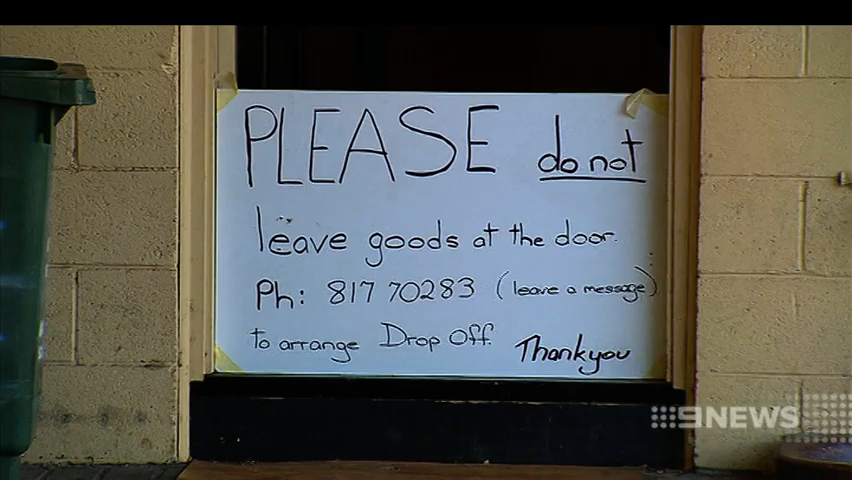 PLEASE do not
leave goods at the door.
Ph: 817 70283 (leave a message)
to arrange Drop Off. Thankyou
9NEWS